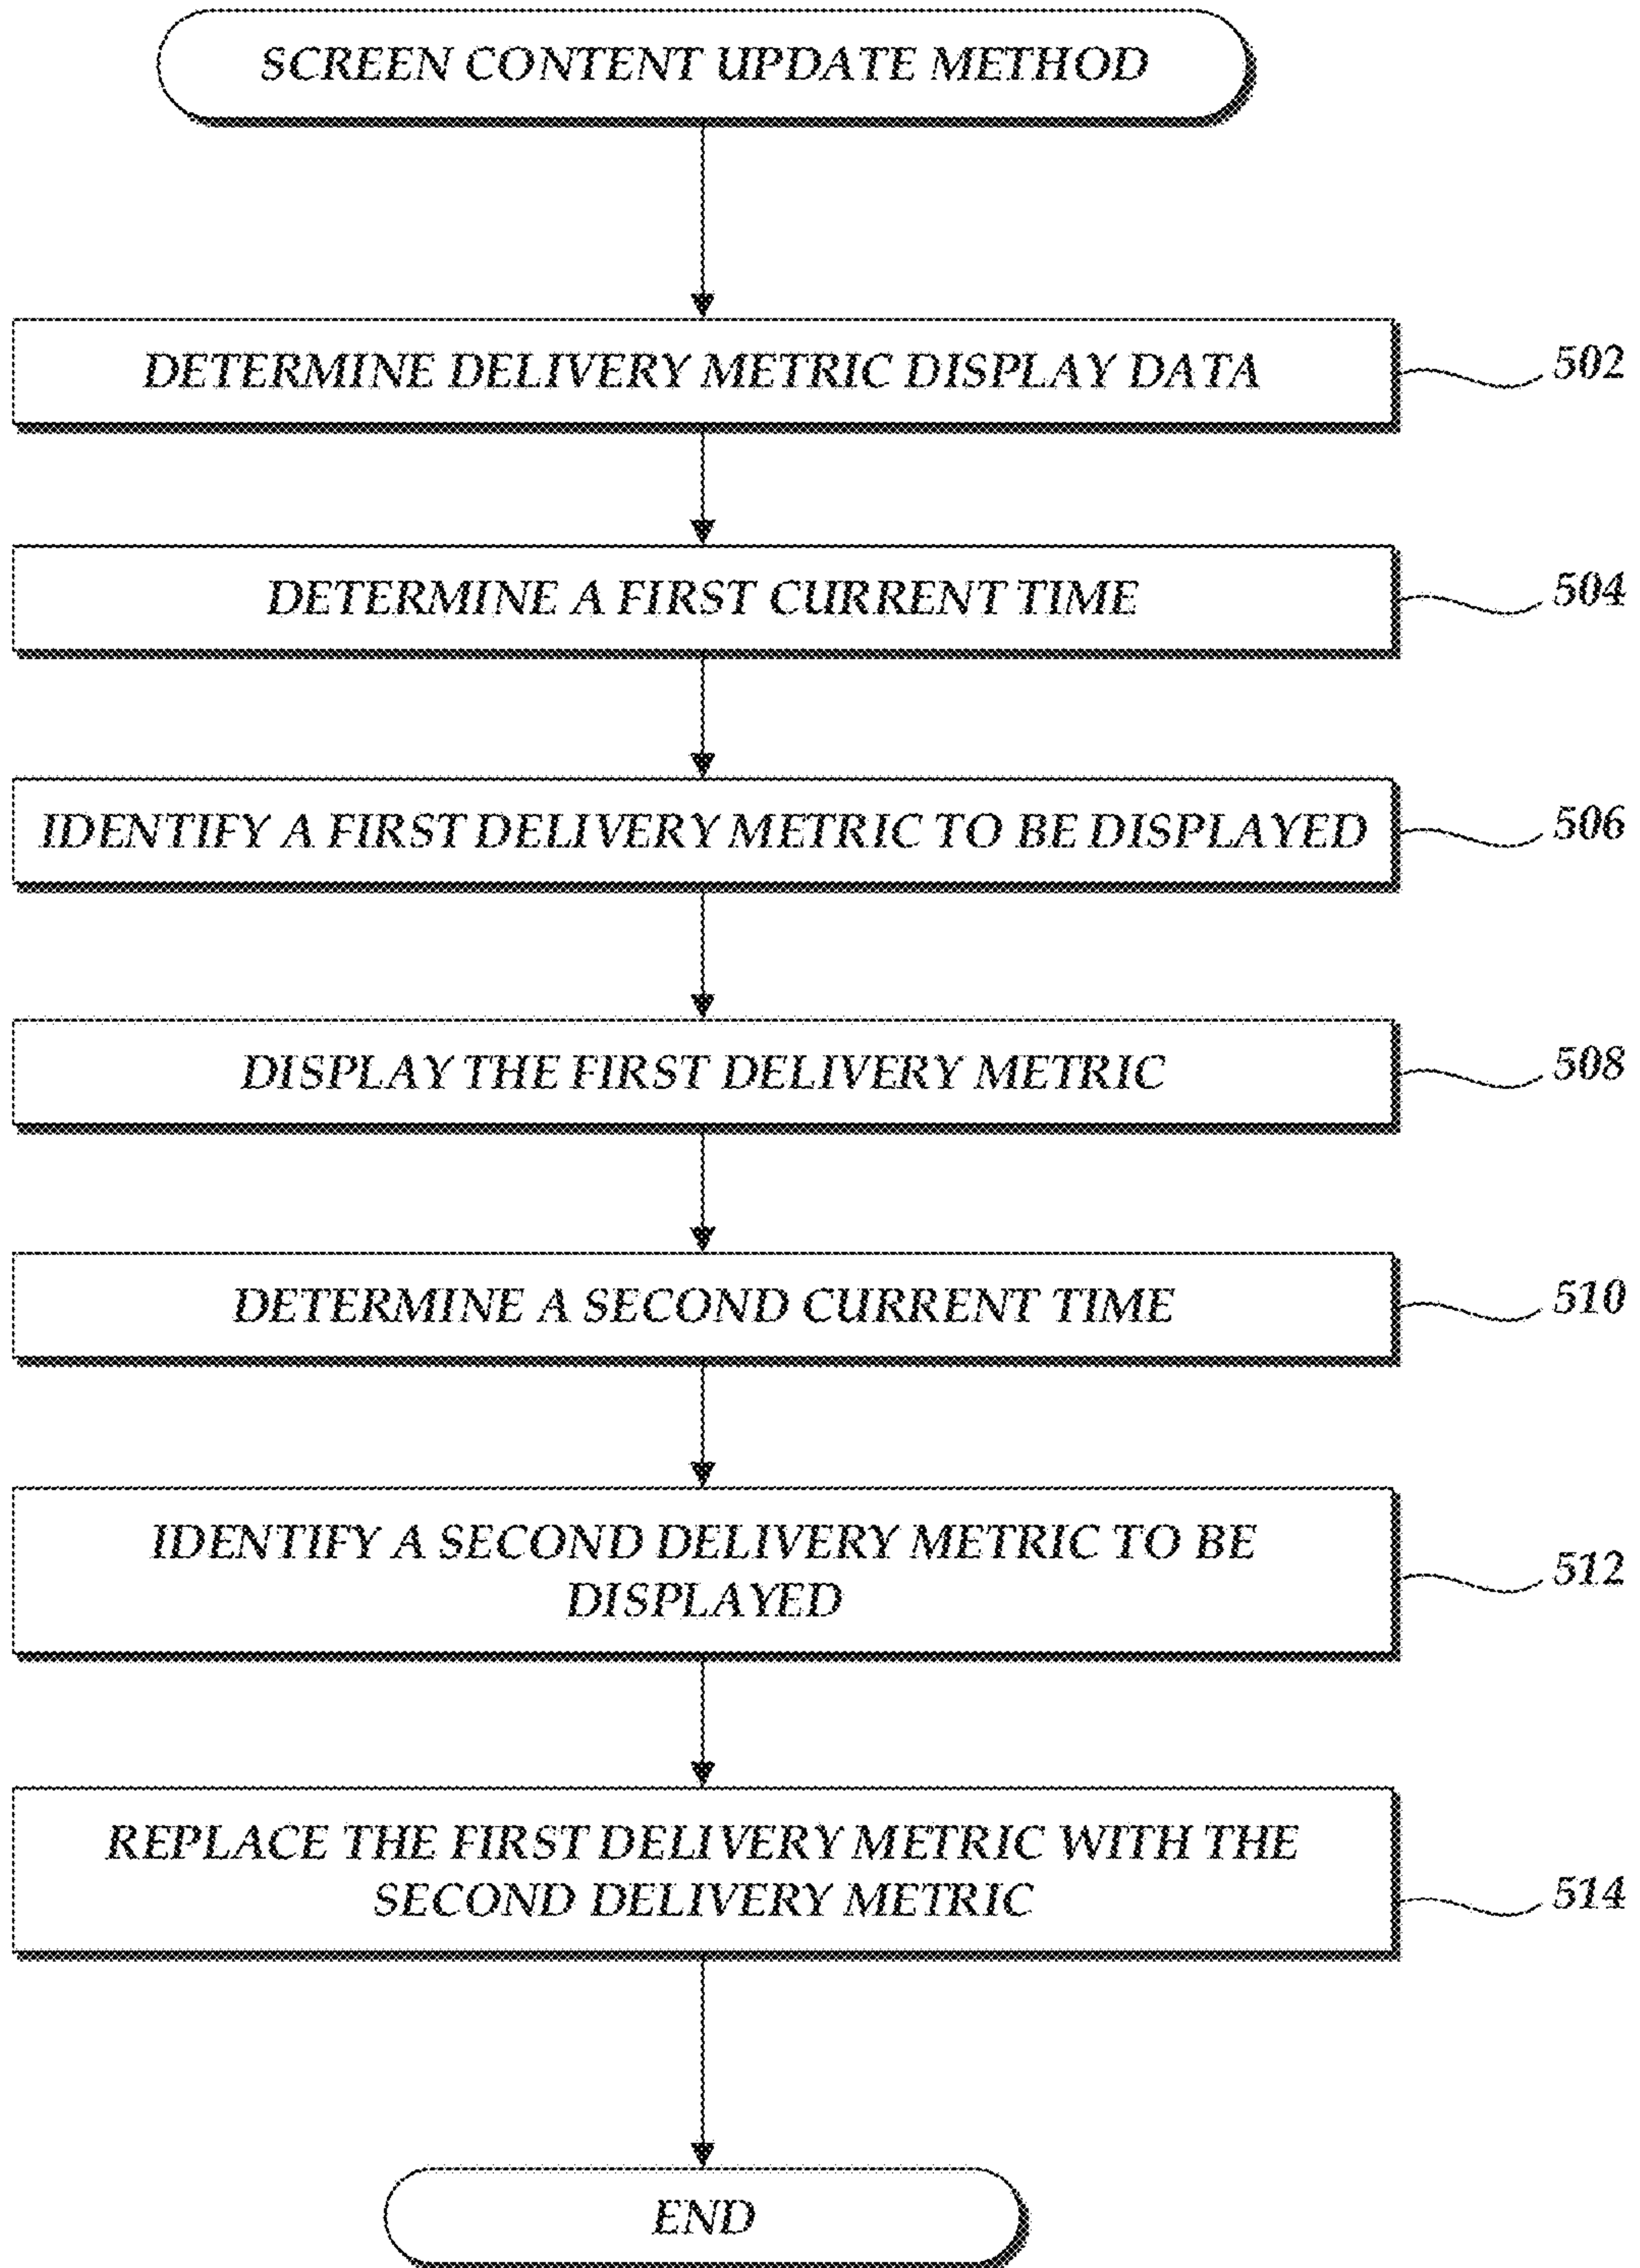 SCREEN CONTENT UPDATE METHOD
DETERMINE DELIVERY METRIC DISPLAY DATA
502
DETERMINE A FIRST CURRENT TIME
504
IDENTIFY A FIRST DELIVERY METRIC TO BE DISPLAYED
506
DISPLAY THE FIRST DELIVERY METRIC
508
DETERMINE A SECOND CURRENT TIME
510
IDENTIFY A SECOND DELIVERY METRIC TO BE
DISPLAYED
512
REPLACE THE FIRST DELIVERY METRIC WITH THE
SECOND DELIVERY METRIC
514
END